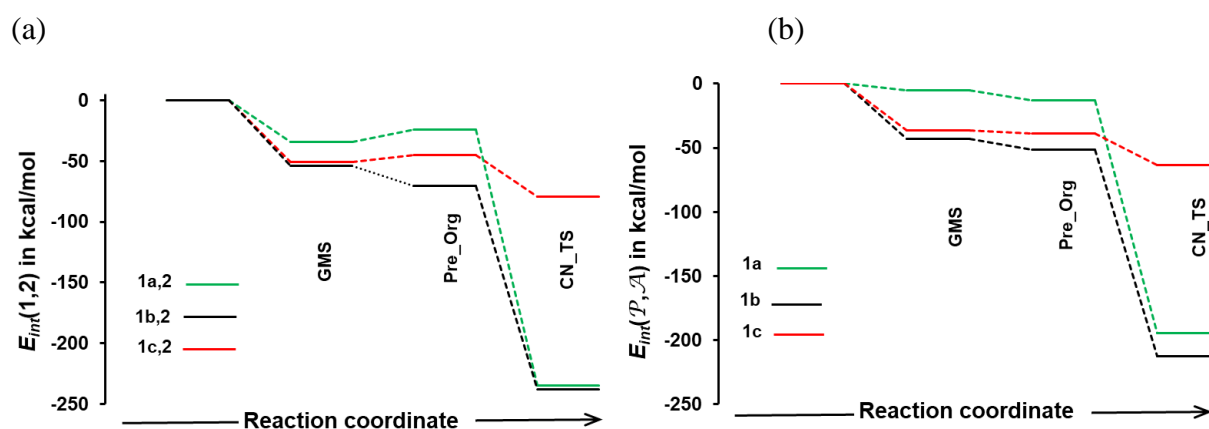 (a)
E_int(1,2) in kcal/mol
0
-50
-100
-150
-200
-250
GMS
Pre_Org
CN_TS
1a,2
1b,2
1c,2
Reaction coordinate
(b)
E_int(𝒫,𝒜) in kcal/mol
0
-50
-100
-150
-200
-250
GMS
Pre_Org
CN_TS
1a
1b
1c
Reaction coordinate